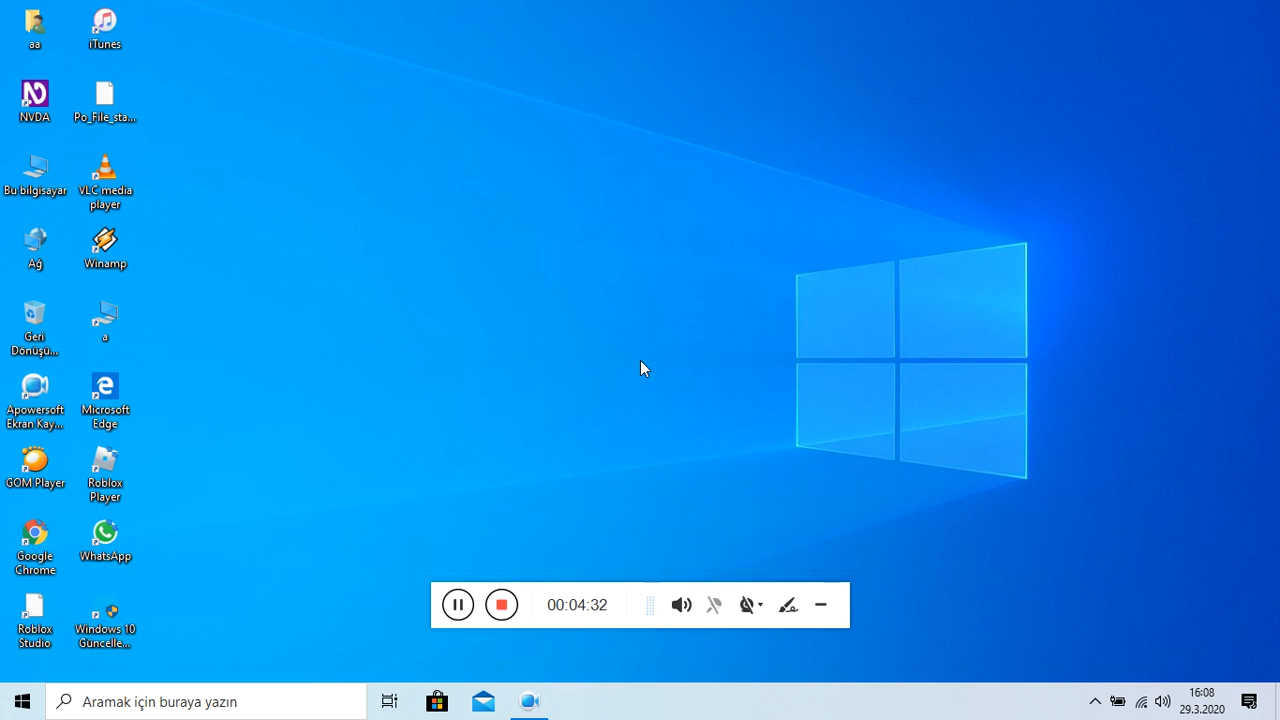 aa
iTunes
NVDA
Po_File_sta...
Bu bilgisayar
VLC media
player
Ağ
Winamp
Geri
Dönüşü...
a
Apowersoft
Ekran Kay...
Microsoft
Edge
GOM Player
Roblox
Player
Google
Chrome
WhatsApp
Roblox
Studio
Windows 10
Güncelle...
00:04:32
Aramak için buraya yazın
16:08
29.3.2020